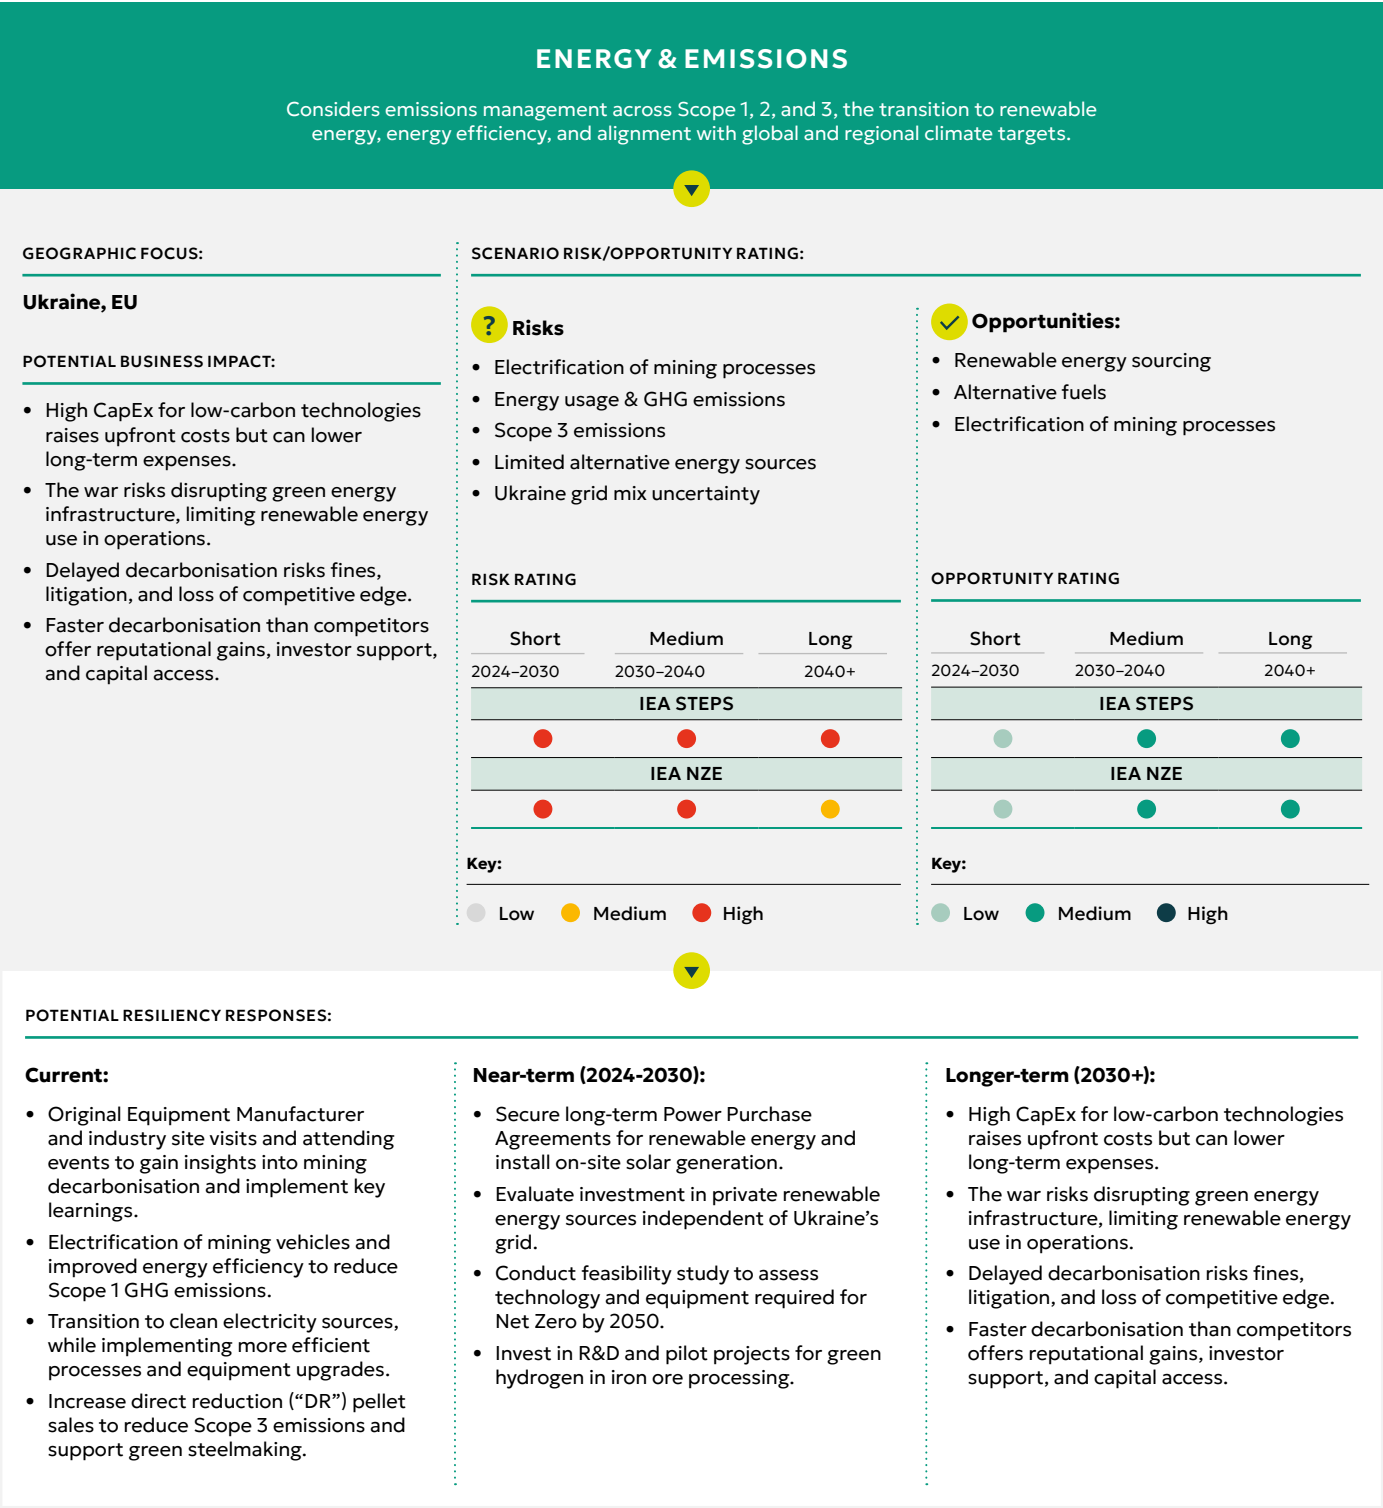 ENERGY & EMISSIONS
Considers emissions management across Scope 1, 2, and 3, the transition to renewable
energy, energy efficiency, and alignment with global and regional climate targets.
GEOGRAPHIC FOCUS:
Ukraine, EU
POTENTIAL BUSINESS IMPACT:
• High CapEx for low-carbon technologies
raises upfront costs but can lower
long-term expenses.
• The war risks disrupting green energy
infrastructure, limiting renewable energy
use in operations.
• Delayed decarbonisation risks fines,
litigation, and loss of competitive edge.
• Faster decarbonisation than competitors
offer reputational gains, investor support,
and capital access.
SCENARIO RISK/OPPORTUNITY RATING:
? Risks
• Electrification of mining processes
• Energy usage & GHG emissions
• Scope 3 emissions
• Limited alternative energy sources
• Ukraine grid mix uncertainty
RISK RATING
Short Medium Long
2024–2030 2030–2040 2040+
IEA STEPS
IEA NZE
Key:
Low Medium High
Opportunities:
• Renewable energy sourcing
• Alternative fuels
• Electrification of mining processes
OPPORTUNITY RATING
Short Medium Long
2024–2030 2030–2040 2040+
IEA STEPS
IEA NZE
Key:
Low Medium High
POTENTIAL RESILIENCY RESPONSES:
Current:
• Original Equipment Manufacturer
and industry site visits and attending
events to gain insights into mining
decarbonisation and implement key
learnings.
• Electrification of mining vehicles and
improved energy efficiency to reduce
Scope 1 GHG emissions.
• Transition to clean electricity sources,
while implementing more efficient
processes and equipment upgrades.
• Increase direct reduction (“DR”) pellet
sales to reduce Scope 3 emissions and
support green steelmaking.
Near-term (2024-2030):
• Secure long-term Power Purchase
Agreements for renewable energy and
install on-site solar generation.
• Evaluate investment in private renewable
energy sources independent of Ukraine’s
grid.
• Conduct feasibility study to assess
technology and equipment required for
Net Zero by 2050.
• Invest in R&D and pilot projects for green
hydrogen in iron ore processing.
Longer-term (2030+):
• High CapEx for low-carbon technologies
raises upfront costs but can lower
long-term expenses.
• The war risks disrupting green energy
infrastructure, limiting renewable energy
use in operations.
• Delayed decarbonisation risks fines,
litigation, and loss of competitive edge.
• Faster decarbonisation than competitors
offers reputational gains, investor
support, and capital access.